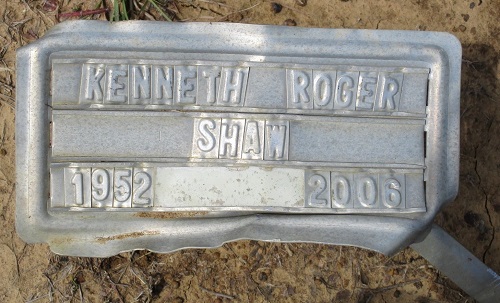 KENNETH ROGER
SHAW
1952 2006